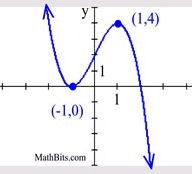 y
(1,4)
1
(-1,0)
1
MathBits.com